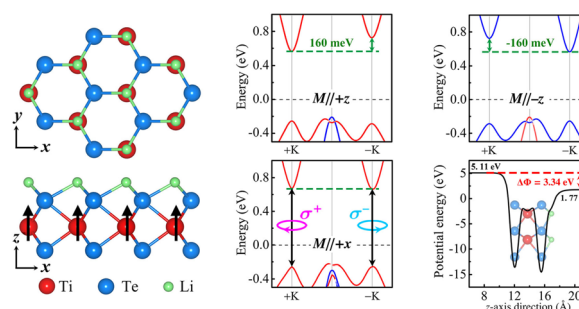 y
x
z
x
Ti
Te
Li
Energy (eV)
0.8
0.4
0.0
-0.4
160 meV
M//+z
+K
−K
Energy (eV)
0.8
0.4
0.0
-0.4
-160 meV
M//−z
+K
−K
Energy (eV)
0.8
0.4
0.0
-0.4
σ+
σ−
M//+x
+K
−K
Potential energy (eV)
5
0
-5
-10
-15
5.11 eV
ΔΦ = 3.34 eV
1.77
8
12
16
20
z-axis direction (Å)